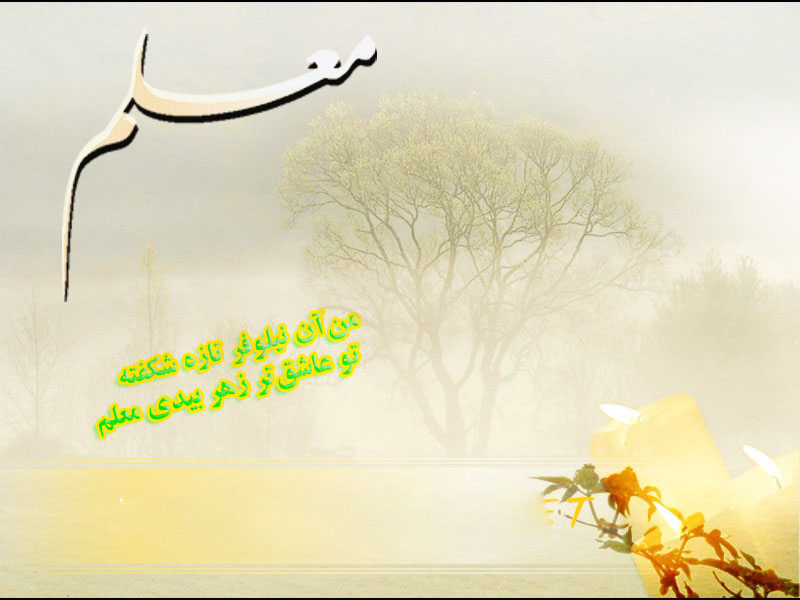 معلم
من آن نیلوفر تازه شکفته
تو عاشق‌تر ز هر بیدی معلم